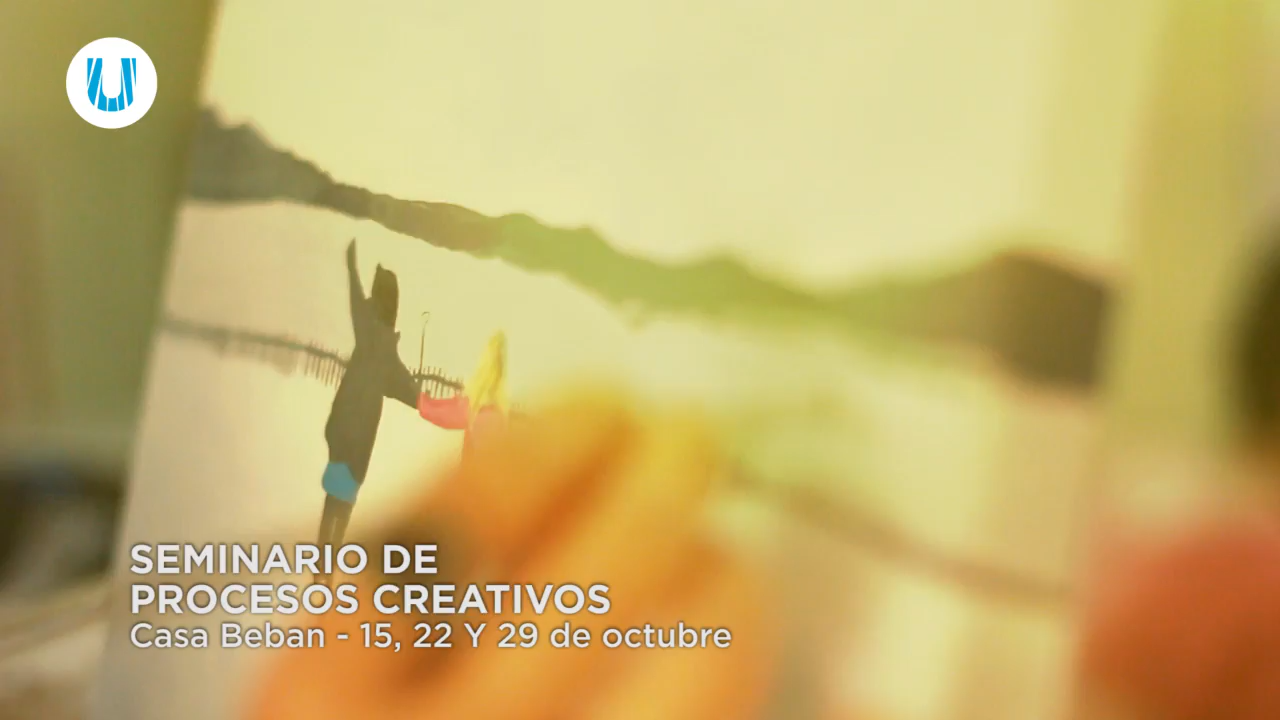 SEMINARIO DE
PROCESOS CREATIVOS
Casa Beban - 15, 22 Y 29 de octubre